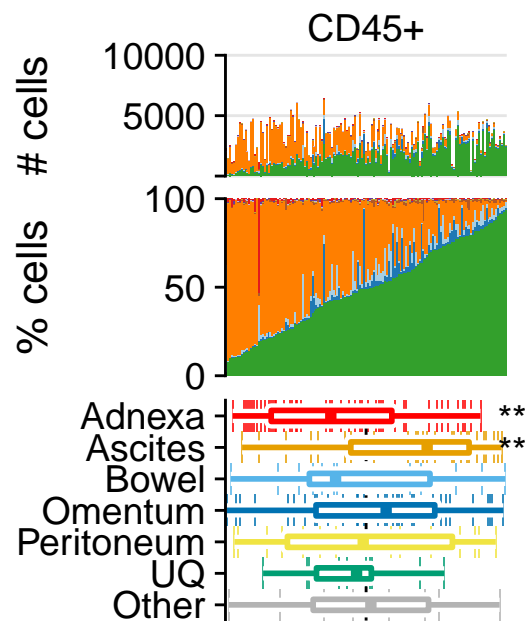 CD45+
10000
5000
# cells
100
50
0
% cells
Adnexa **
Ascites **
Bowel
Omentum
Peritoneum
UQ
Other